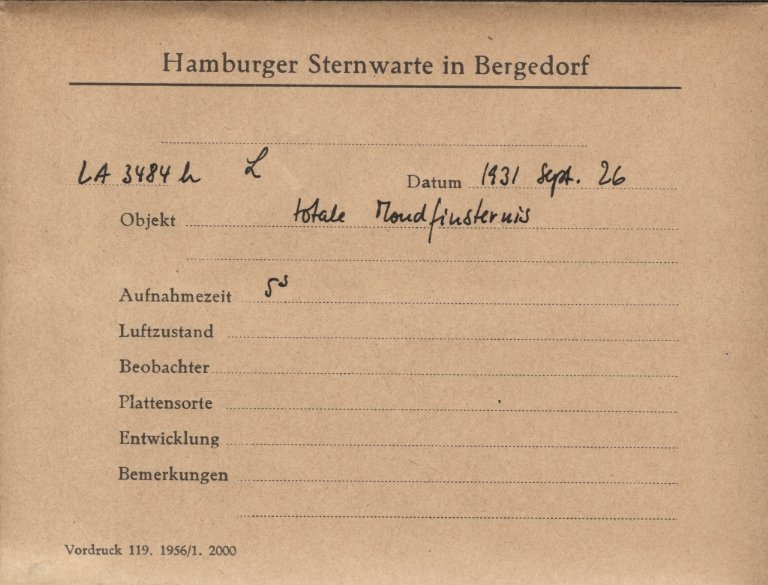 Hamburger Sternwarte in Bergedorf
LA 3484 h L Datum 1931 Sept. 26
Objekt totale Mondfinsternis
Aufnahmezeit 5s
Luftzustand
Beobachter
Plattensorte
Entwicklung
Bemerkungen
Vordruck 119. 1956/1. 2000